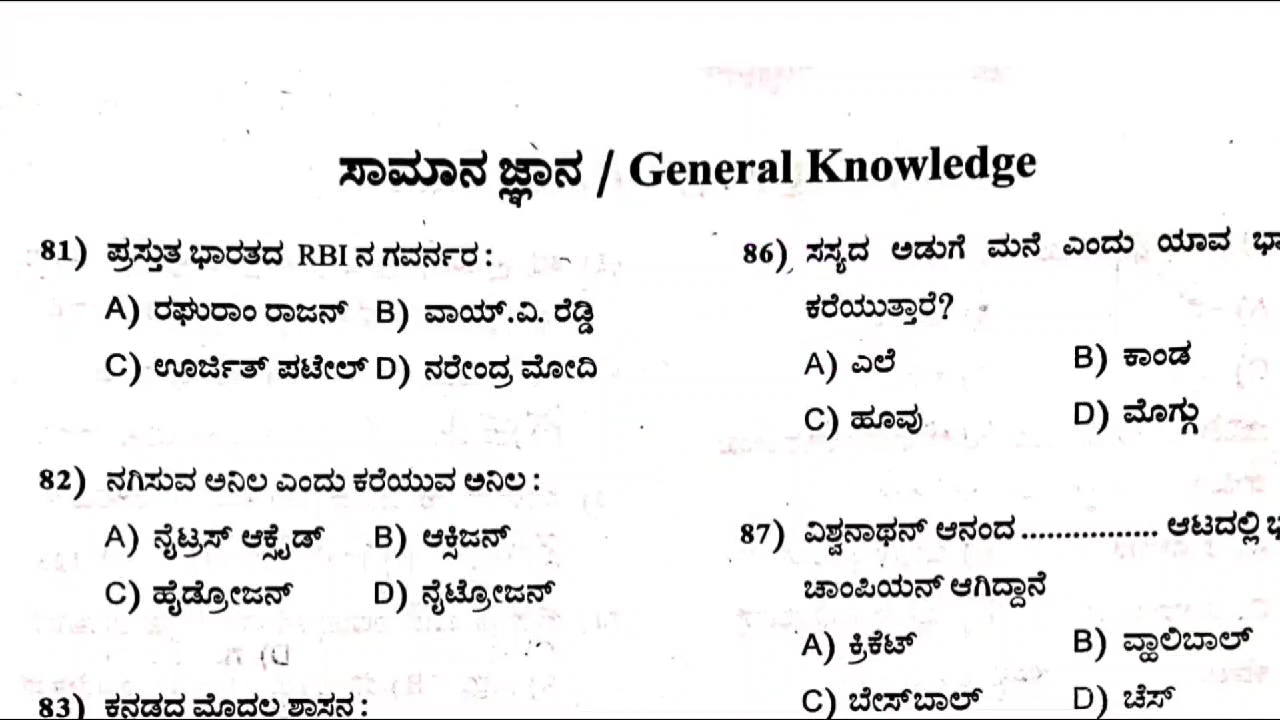 ಸಾಮಾನ ಜ್ಞಾನ / General Knowledge
81) ಪ್ರಸ್ತುತ ಭಾರತದ RBI ನ ಗವರ್ನರ :
A) ರಘುರಾಂ ರಾಜನ್ B) ವಾಯ್.ವಿ. ರೆಡ್ಡಿ
C) ಊರ್ಜಿತ್ ಪಟೇಲ್ D) ನರೇಂದ್ರ ಮೋದಿ
82) ನಗಿಸುವ ಅನಿಲ ಎಂದು ಕರೆಯುವ ಅನಿಲ :
A) ನೈಟ್ರಸ್ ಆಕ್ಸೈಡ್ B) ಆಕ್ಸಿಜನ್
C) ಹೈಡ್ರೋಜನ್ D) ನೈಟ್ರೋಜನ್
83) ಕನಡದ ಮೊದಲ ಶಾಸನ :
86) ಸಸ್ಯದ ಅಡುಗೆ ಮನೆ ಎಂದು ಯಾವ
ಕರೆಯುತ್ತಾರೆ?
A) ಎಲೆ B) ಕಾಂಡ
C) ಹೂವು D) ಮೊಗ್ಗು
87) ವಿಶ್ವನಾಥನ್ ಆನಂದ ................ ಆಟದಲ್ಲಿ
ಚಾಂಪಿಯನ್ ಆಗಿದ್ದಾನೆ
A) ಕ್ರಿಕೆಟ್ B) ವ್ಹಾಲಿಬಾಲ್
C) ಬೇಸ್‌ಬಾಲ್ D) ಚೆಸ್